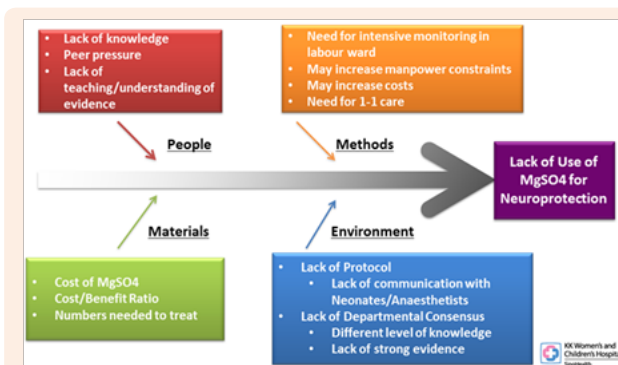 • Lack of knowledge
• Peer pressure
• Lack of
teaching/understanding of
evidence
• Need for intensive monitoring in
labour ward
• May increase manpower constraints
• May increase costs
• Need for 1-1 care
People
Methods
Lack of Use of
MgSO4 for
Neuroprotection
Materials
Environment
• Cost of MgSO4
• Cost/Benefit Ratio
• Numbers needed to treat
• Lack of Protocol
• Lack of communication with
Neonates/Anaesthetists
• Lack of Departmental Consensus
• Different level of knowledge
• Lack of strong evidence
KK Women's and
Children's Hospital